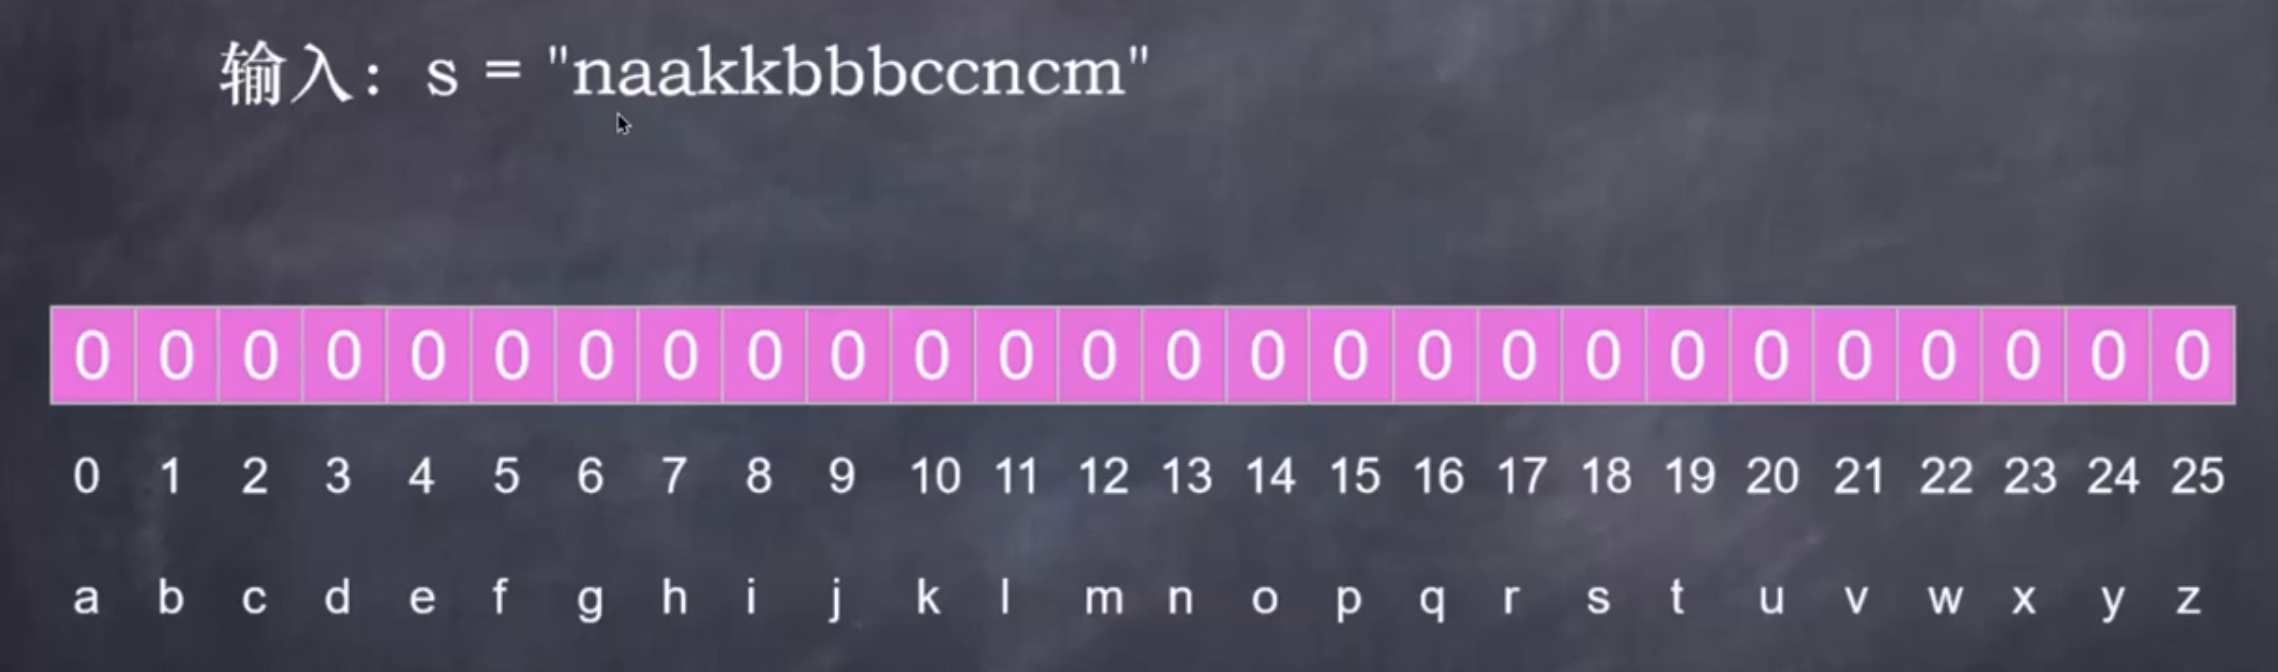 输入：s = "naakkbbbccncm"
0 0 0 0 0 0 0 0 0 0 0 0 0 0 0 0 0 0 0 0 0 0 0 0 0 0
0 1 2 3 4 5 6 7 8 9 10 11 12 13 14 15 16 17 18 19 20 21 22 23 24 25
a b c d e f g h i j k l m n o p q r s t u v w x y z